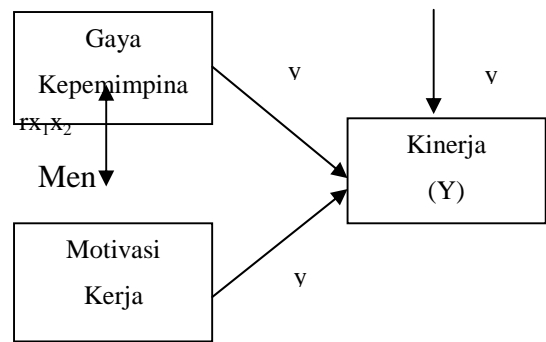 Gaya
Kepemimpina
rx₁x₂
Men
Motivasi
Kerja
Kinerja
(Y)
y
y
y